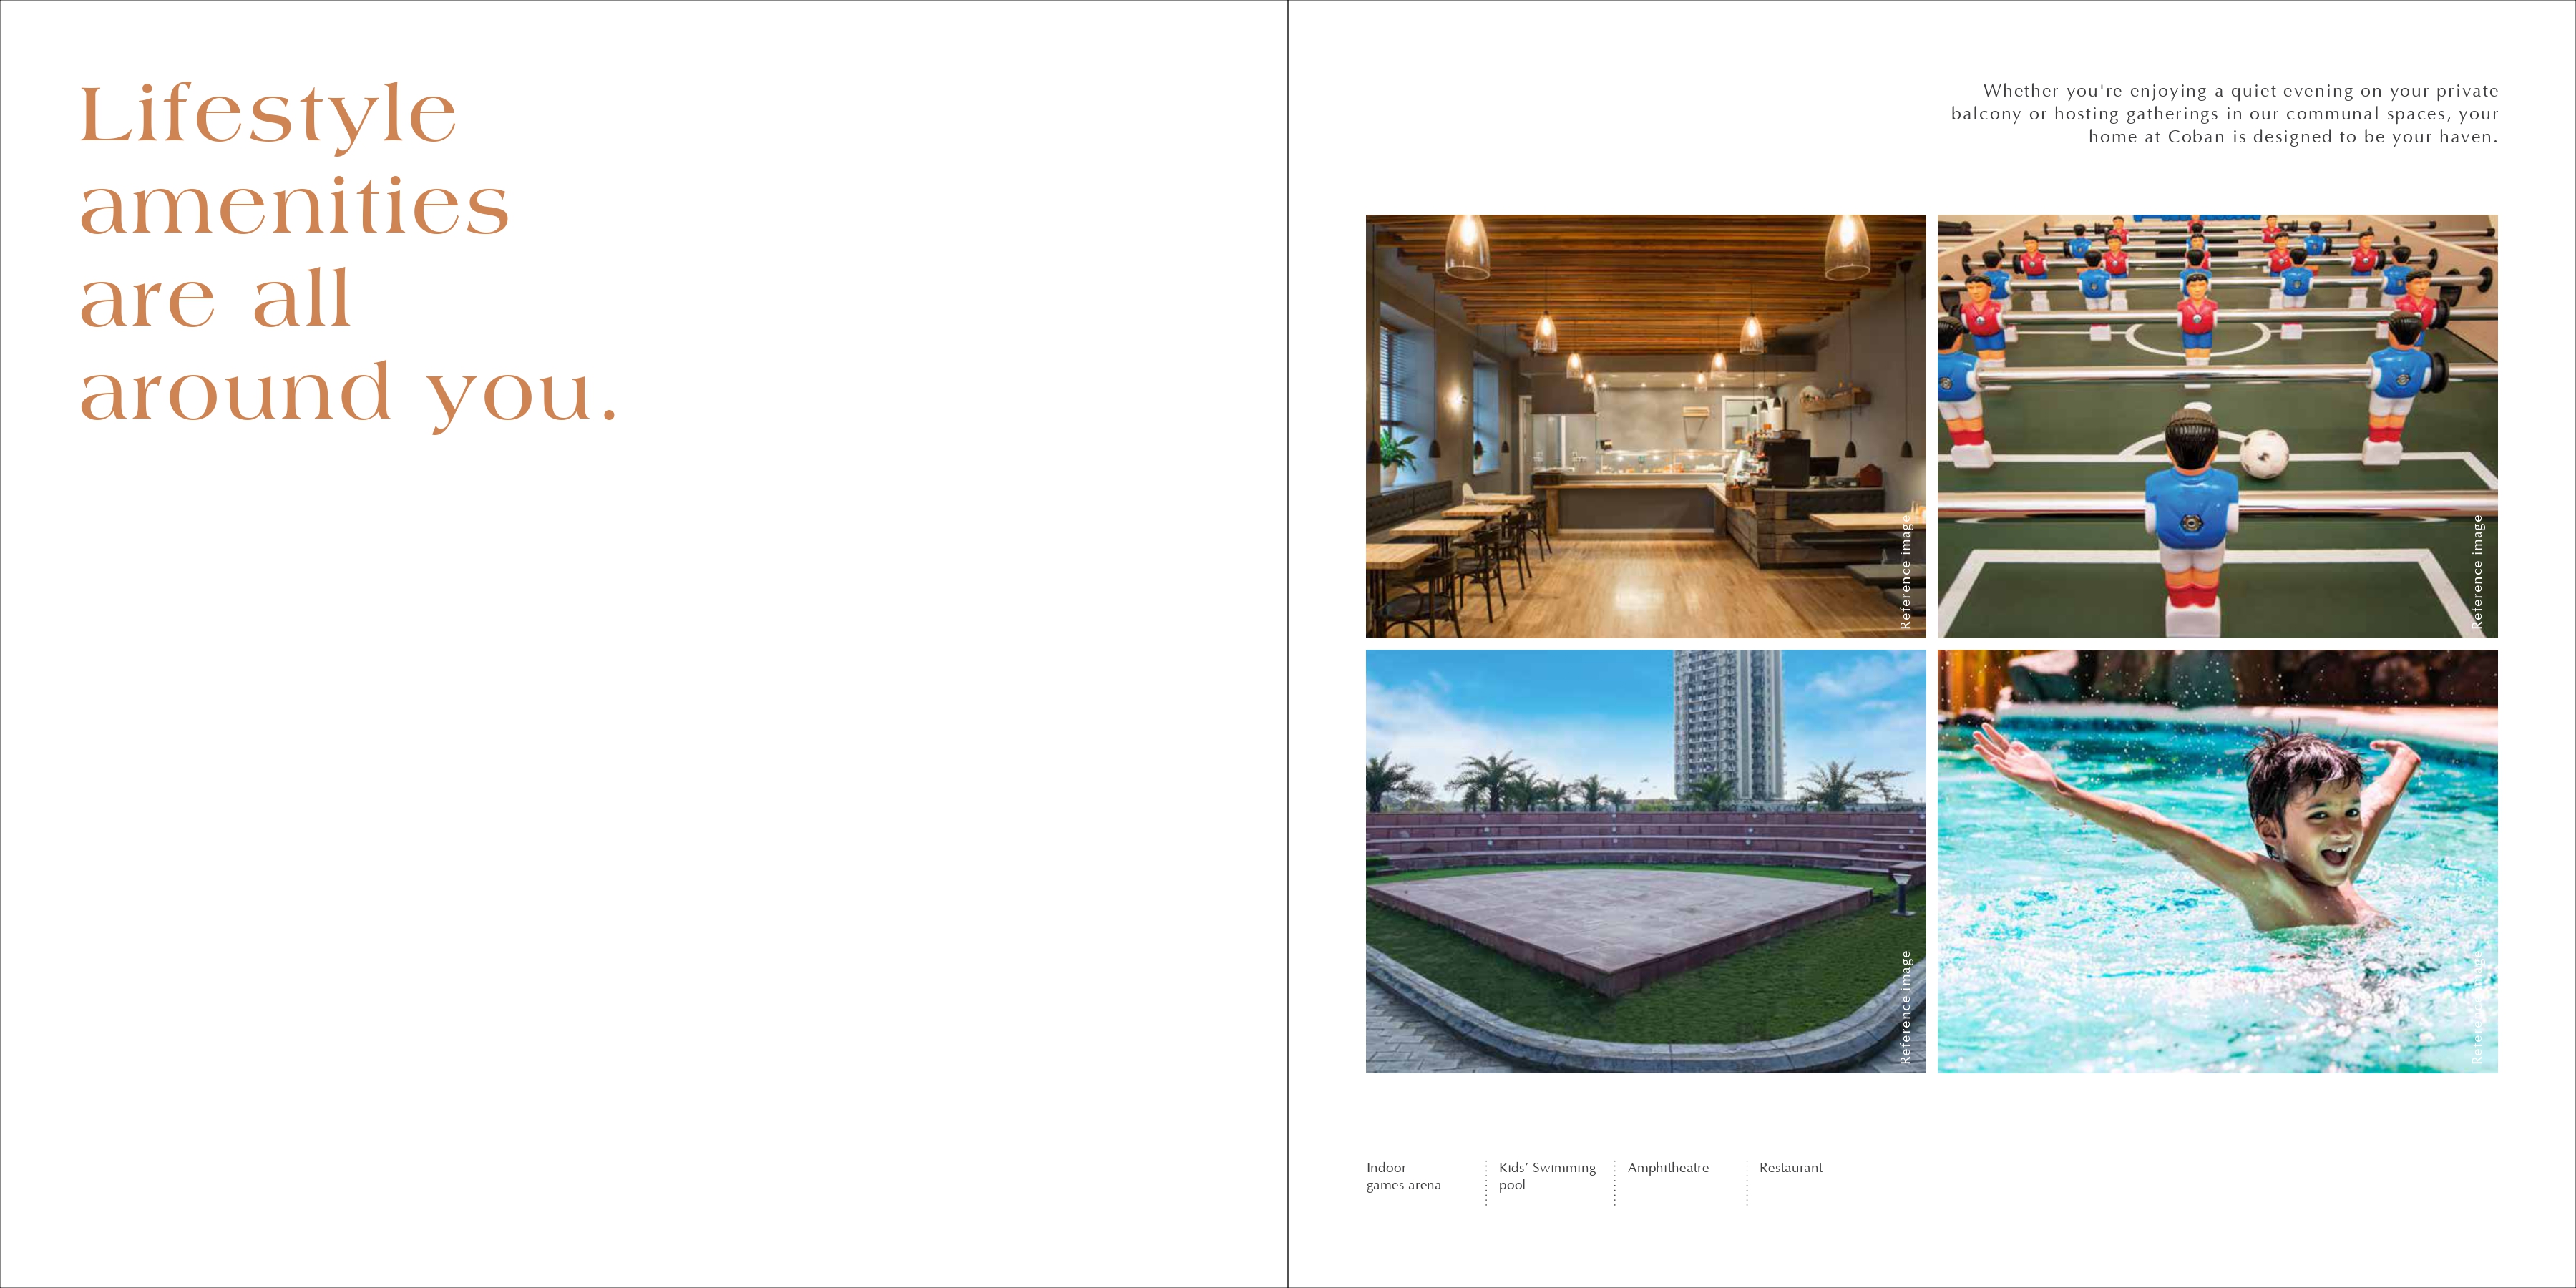 Lifestyle
amenities
are all
around you.
Whether you're enjoying a quiet evening on your private
balcony or hosting gatherings in our communal spaces, your
home at Coban is designed to be your haven.
Reference image
Reference image
Reference image
Reference image
Indoor
games arena
Kids' Swimming
pool
Amphitheatre
Restaurant